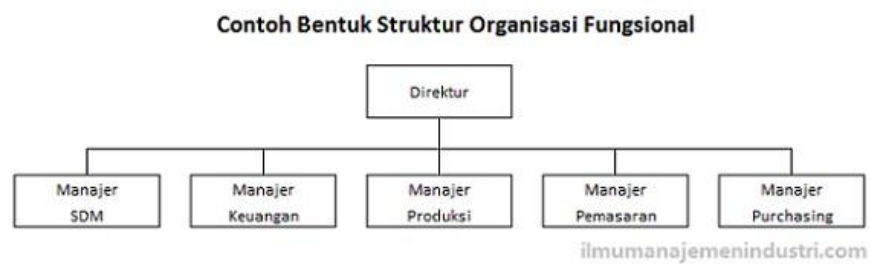 Contoh Bentuk Struktur Organisasi Fungsional
Direktur
Manajer
SDM
Manajer
Keuangan
Manajer
Produksi
Manajer
Pemasaran
Manajer
Purchasing
ilmumanajemenindustri.com